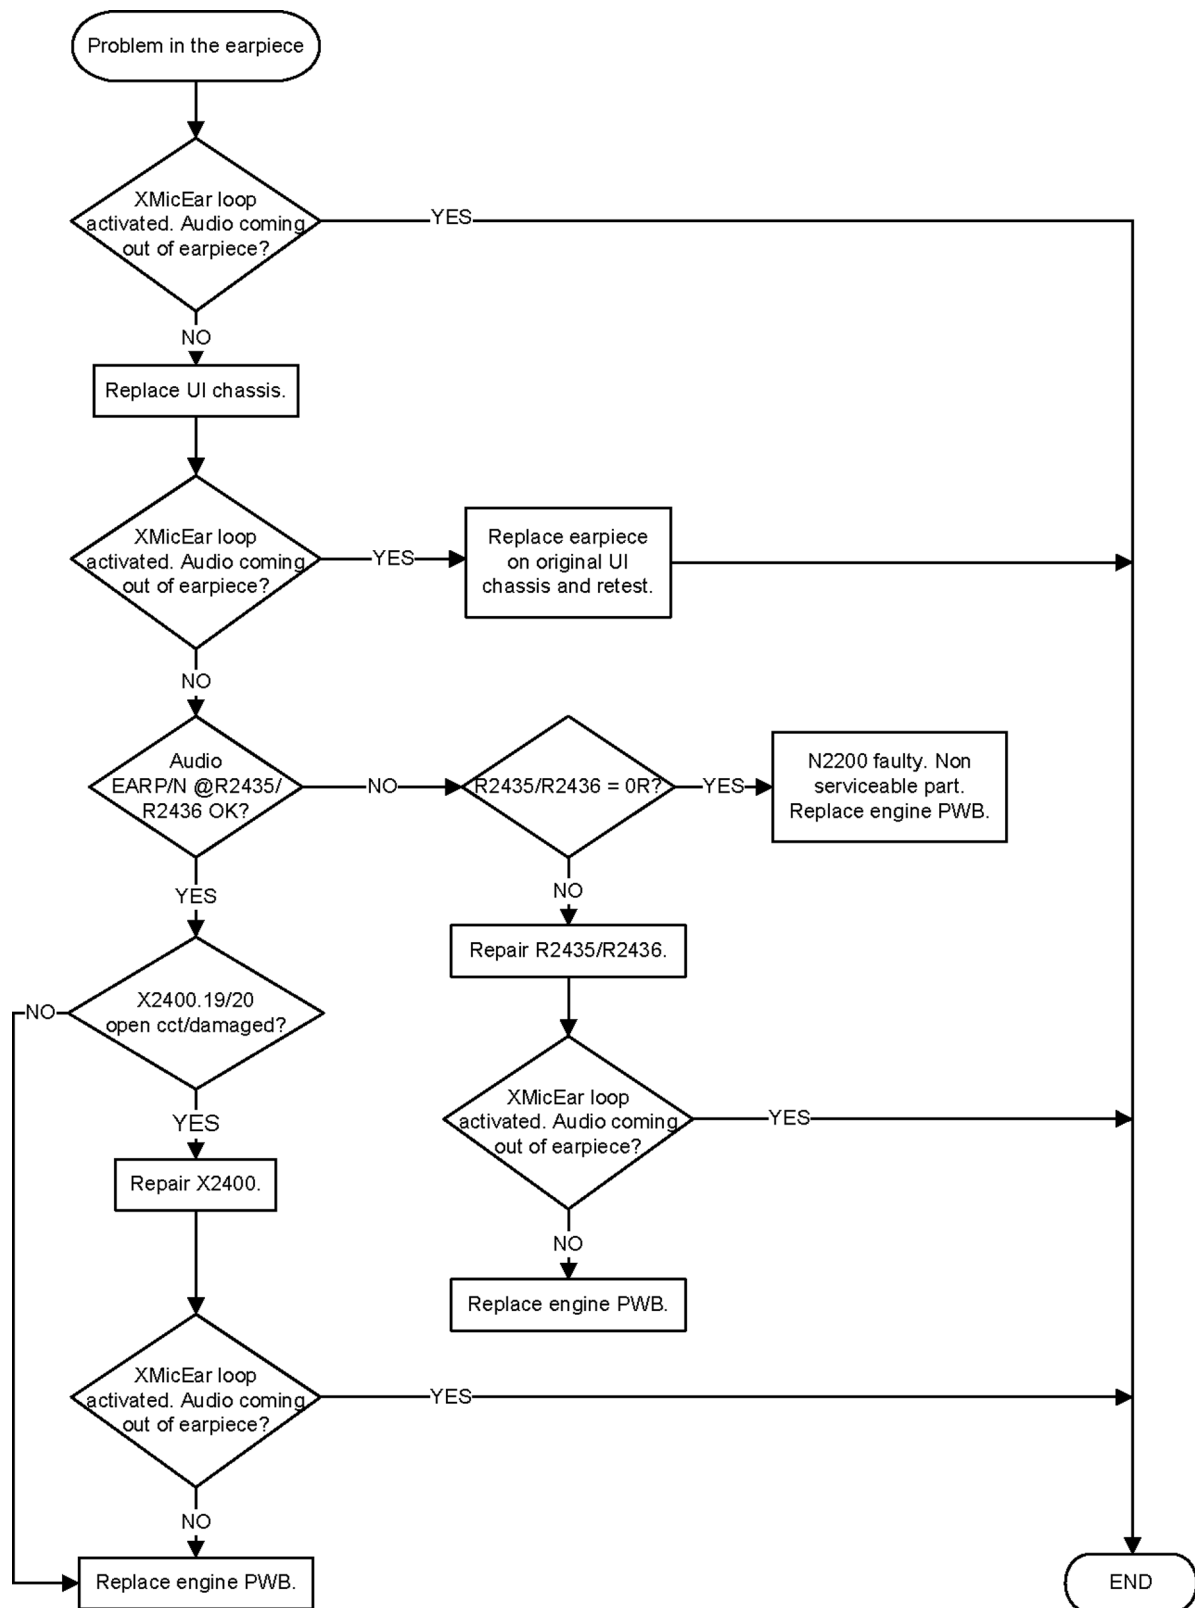 Problem in the earpiece
XMicEar loop
activated. Audio coming
out of earpiece?
YES
NO
Replace UI chassis.
XMicEar loop
activated. Audio coming
out of earpiece?
YES
Replace earpiece
on original UI
chassis and retest.
NO
Audio
EARP/N @R2435/
R2436 OK?
NO
R2435/R2436 = 0R?
YES
N2200 faulty. Non
serviceable part.
Replace engine PWB.
YES
NO
Repair R2435/R2436.
X2400.19/20
open cct/damaged?
NO
YES
XMicEar loop
activated. Audio coming
out of earpiece?
YES
Repair X2400.
NO
Replace engine PWB.
XMicEar loop
activated. Audio coming
out of earpiece?
YES
NO
Replace engine PWB.
END